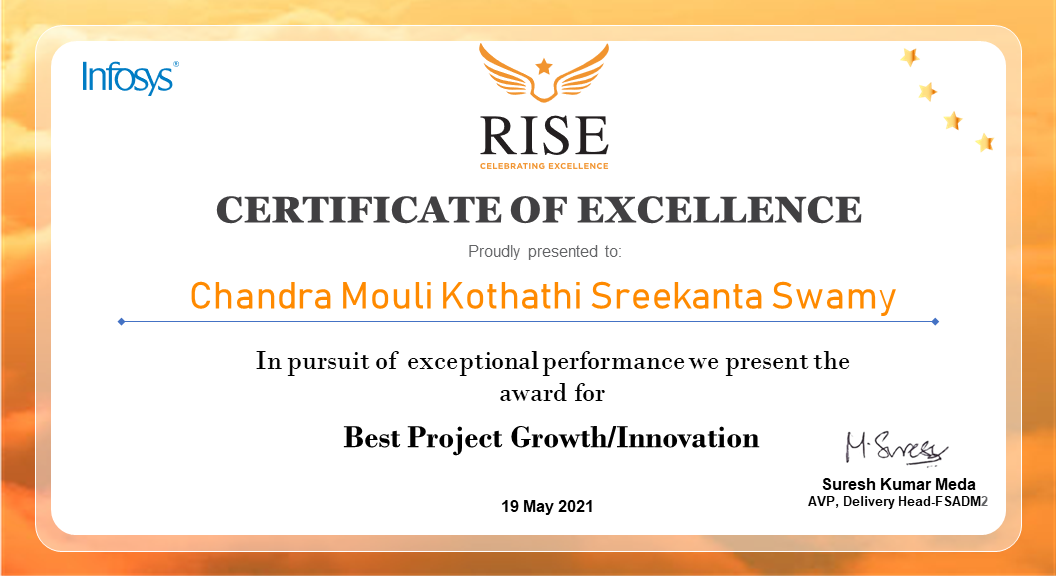 Infosys®
RISE
CELEBRATING EXCELLENCE
CERTIFICATE OF EXCELLENCE
Proudly presented to:
Chandra Mouli Kothathi Sreekanta Swamy
In pursuit of exceptional performance we present the
award for
Best Project Growth/Innovation
M. Suresh
Suresh Kumar Meda
AVP, Delivery Head-FSADM2
19 May 2021